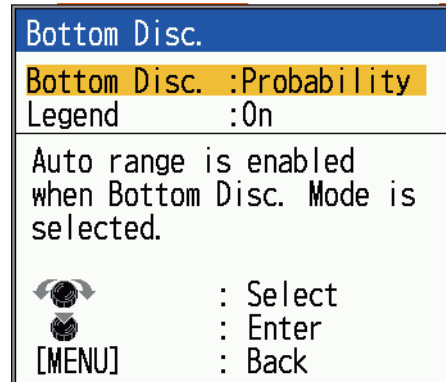 Bottom Disc.
Bottom Disc. :Probability
Legend :On
Auto range is enabled
when Bottom Disc. Mode is
selected.
: Select
: Enter
[MENU] : Back